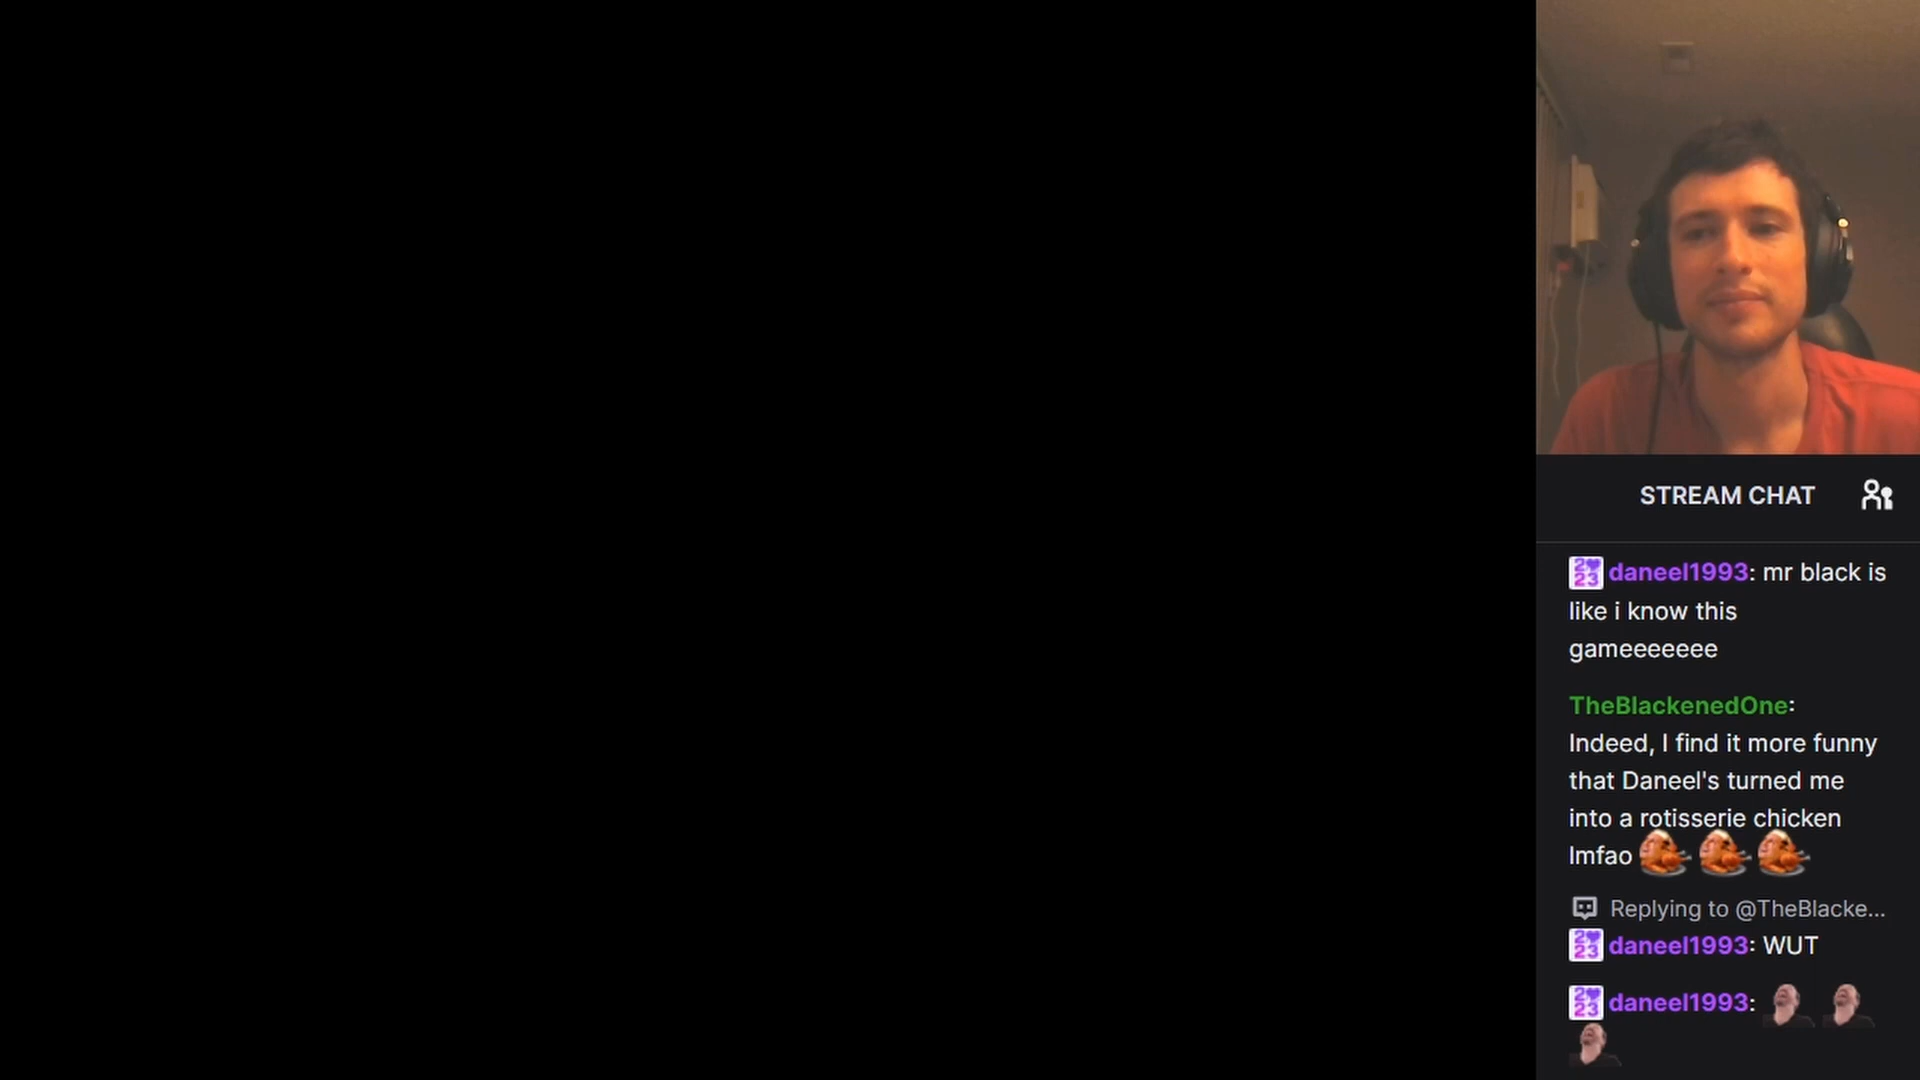 STREAM CHAT
daneel1993: mr black is
like i know this
gameeeeeee
TheBlackenedOne:
Indeed, I find it more funny
that Daneel's turned me
into a rotisserie chicken
lmfao
Replying to @TheBlacke...
daneel1993: WUT
daneel1993: